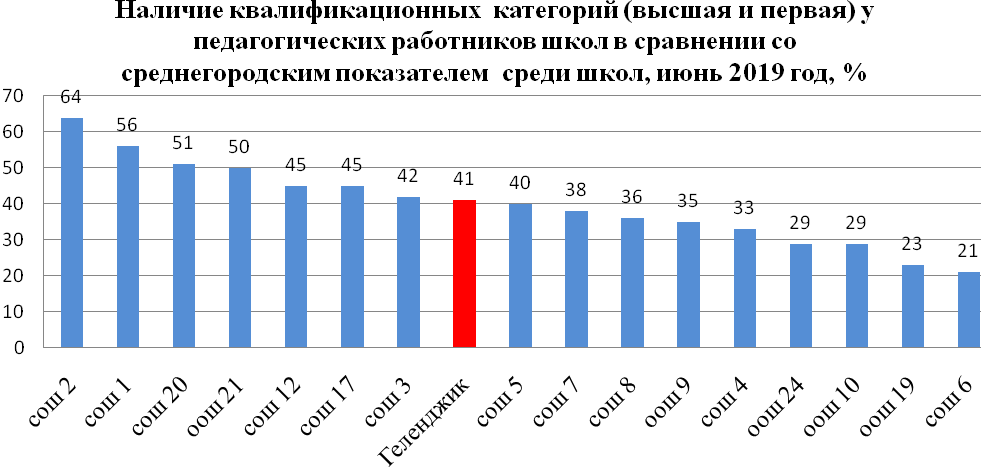 Наличие квалификационных категорий (высшая и первая) у
педагогических работников школ в сравнении со
среднегородским показателем среди школ, июнь 2019 год, %
70
60
50
40
30
20
10
0
64
56
51
50
45
45
42
41
40
38
36
35
33
29
29
23
21
сош 2
сош 1
сош 20
оош 21
сош 12
сош 17
сош 3
Геленджик
сош 5
сош 7
сош 8
оош 9
сош 4
оош 24
оош 10
оош 19
сош 6